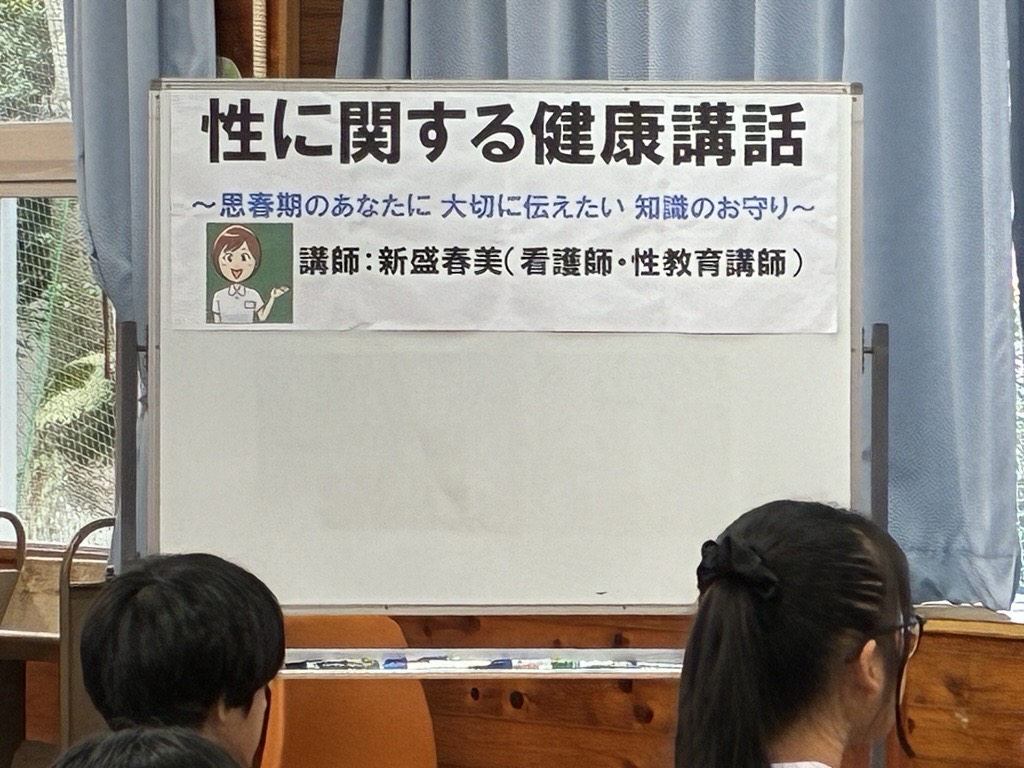 性に関する健康講話
～思春期のあなたに 大切に伝えたい 知識のお守り～
講師：新盛春美（看護師・性教育講師）